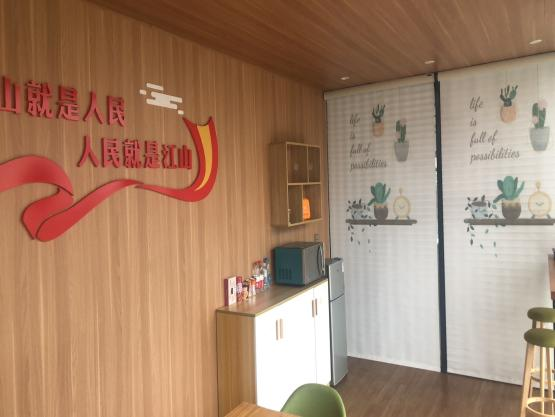 山就是人民
人民就是江山
life
is
full of
possibilities
life
is
full of
possibilities